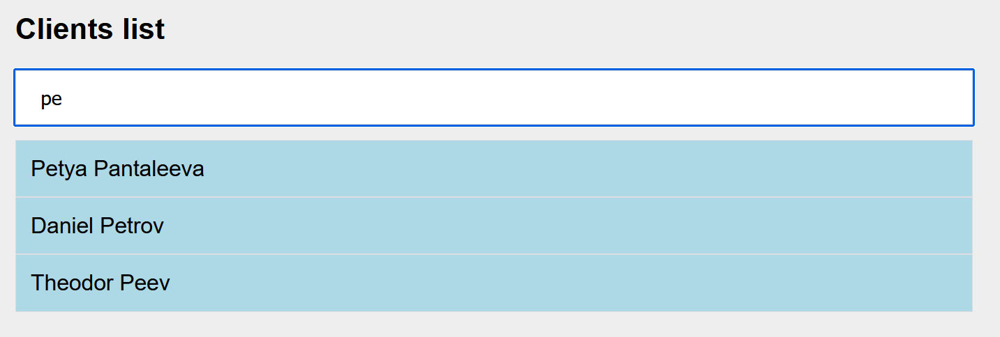 Clients list
pe
Petya Pantaleeva
Daniel Petrov
Theodor Peev